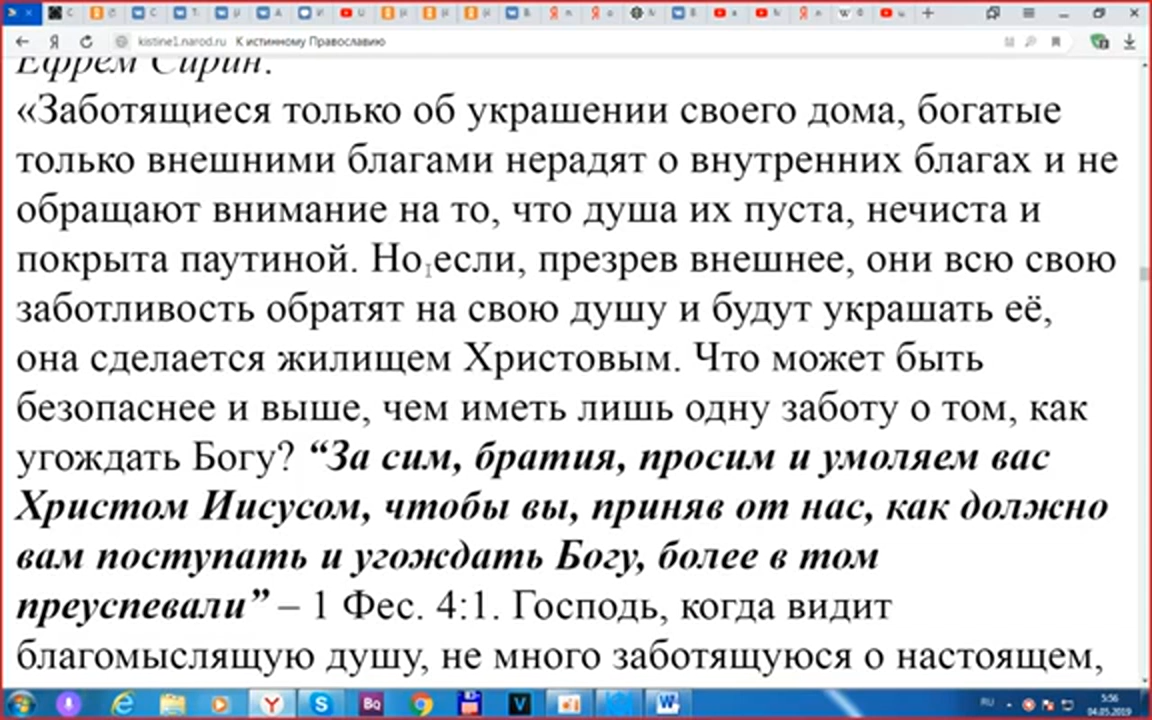 kistine1.narod.ru К истинному Православию
Ефрем Сирин.
«Заботящиеся только об украшении своего дома, богатые
только внешними благами нерадят о внутренних благах и не
обращают внимание на то, что душа их пуста, нечиста и
покрыта паутиной. Но если, презрев внешнее, они всю свою
заботливость обратят на свою душу и будут украшать её,
она сделается жилищем Христовым. Что может быть
безопаснее и выше, чем иметь лишь одну заботу о том, как
угождать Богу? “За сим, братия, просим и умоляем вас
Христом Иисусом, чтобы вы, приняв от нас, как должно
вам поступать и угождать Богу, более в том
преуспевали” – 1 Фес. 4:1. Господь, когда видит
благомыслящую душу, не много заботящуюся о настоящем,
RU 5:56
04.05.2019